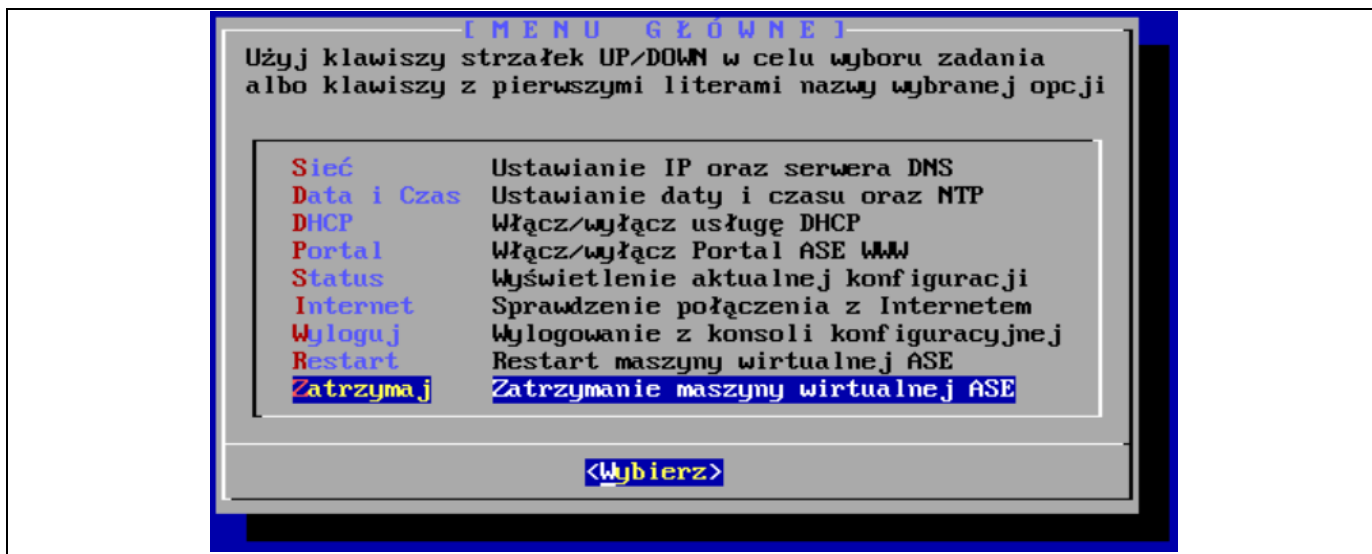 [MENU GŁÓWNE]
Użyj klawiszy strzałek UP/DOWN w celu wyboru zadania
albo klawiszy z pierwszymi literami nazwy wybranej opcji
Sieć Ustawianie IP oraz serwera DNS
Data i Czas Ustawianie daty i czasu oraz NTP
DHCP Włącz/wyłącz usługę DHCP
Portal Włącz/wyłącz Portal ASE WWW
Status Wyświetlenie aktualnej konfiguracji
Internet Sprawdzenie połączenia z Internetem
Wyloguj Wylogowanie z konsoli konfiguracyjnej
Restart Restart maszyny wirtualnej ASE
Zatrzymaj Zatrzymanie maszyny wirtualnej ASE
<Wybierz>